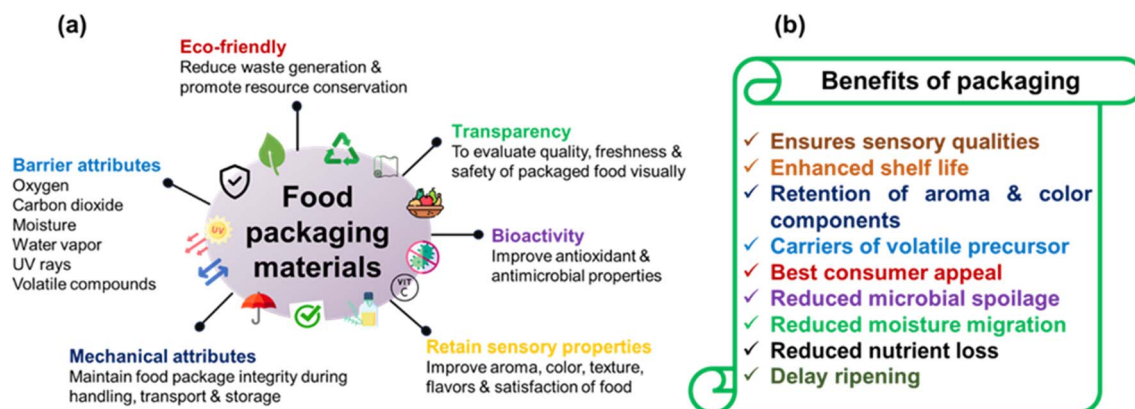 (a)
Eco-friendly
Reduce waste generation &
promote resource conservation
Transparency
To evaluate quality, freshness &
safety of packaged food visually
Barrier attributes
Oxygen
Carbon dioxide
Moisture
Water vapor
UV rays
Volatile compounds
UV
Food
packaging
materials
Bioactivity
Improve antioxidant &
antimicrobial properties
VIT
C
Mechanical attributes
Maintain food package integrity during
handling, transport & storage
Retain sensory properties
Improve aroma, color, texture,
flavors & satisfaction of food
(b)
Benefits of packaging
✓ Ensures sensory qualities
✓ Enhanced shelf life
✓ Retention of aroma & color
components
✓ Carriers of volatile precursor
✓ Best consumer appeal
✓ Reduced microbial spoilage
✓ Reduced moisture migration
✓ Reduced nutrient loss
✓ Delay ripening